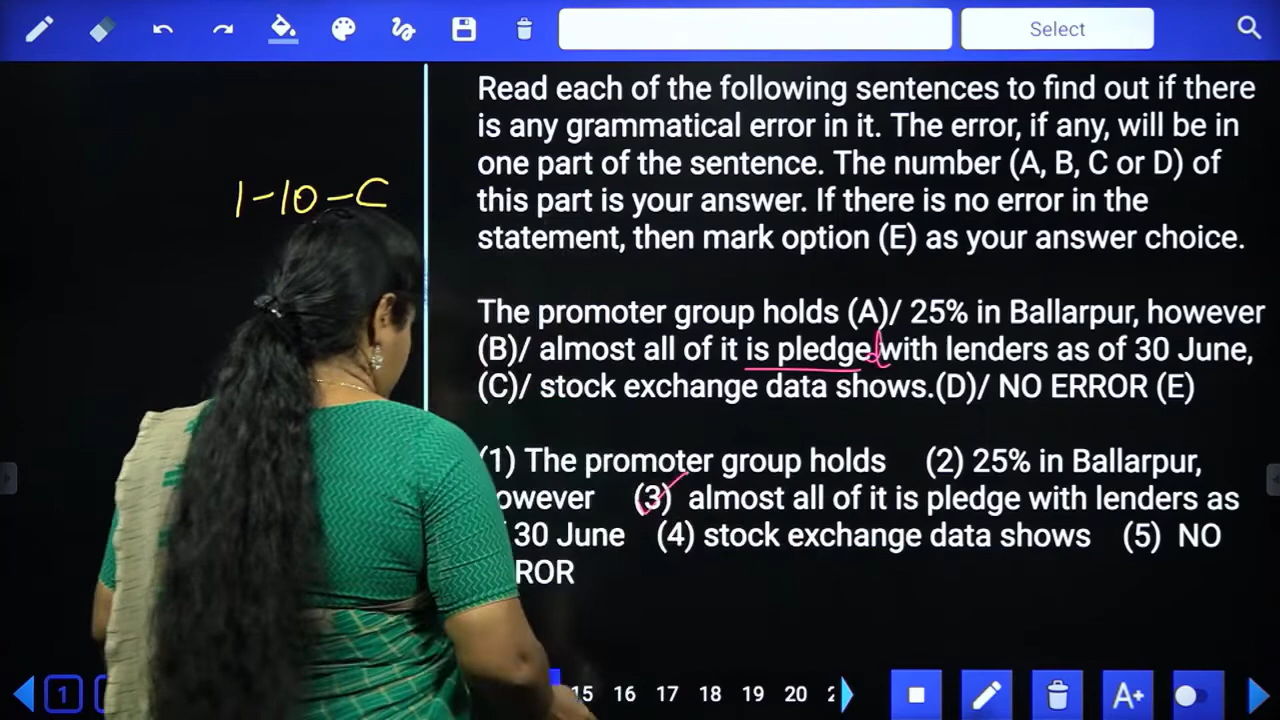 Select
Read each of the following sentences to find out if there
is any grammatical error in it. The error, if any, will be in
one part of the sentence. The number (A, B, C or D) of
this part is your answer. If there is no error in the
statement, then mark option (E) as your answer choice.
1-10-C
The promoter group holds (A)/ 25% in Ballarpur, however
(B)/ almost all of it is pledged with lenders as of 30 June,
(C)/ stock exchange data shows.(D)/ NO ERROR (E)
(1) The promoter group holds (2) 25% in Ballarpur,
owever (3) almost all of it is pledge with lenders as
30 June (4) stock exchange data shows (5) NO
ROR
1 15 16 17 18 19 20 2 A+